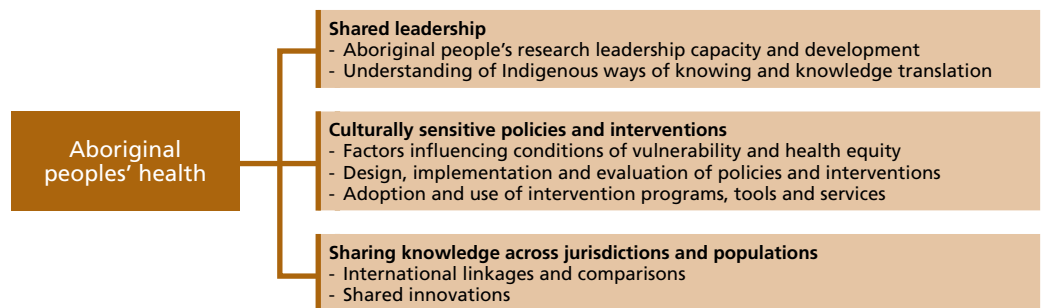 Aboriginal
peoples’ health
Shared leadership
- Aboriginal people’s research leadership capacity and development
- Understanding of Indigenous ways of knowing and knowledge translation
Culturally sensitive policies and interventions
- Factors influencing conditions of vulnerability and health equity
- Design, implementation and evaluation of policies and interventions
- Adoption and use of intervention programs, tools and services
Sharing knowledge across jurisdictions and populations
- International linkages and comparisons
- Shared innovations